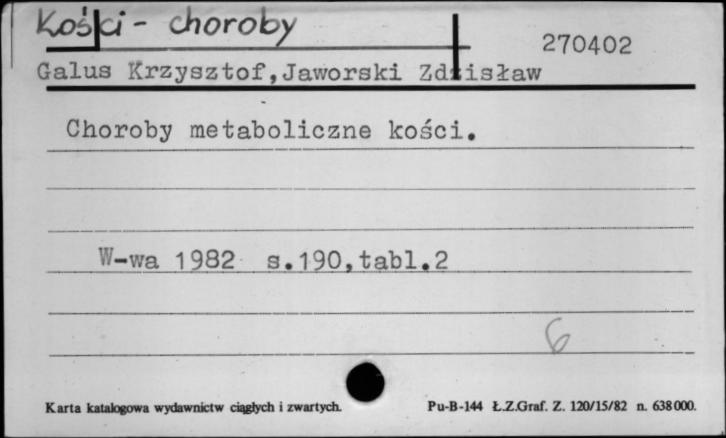 Kości - choroby
270402
Galus Krzysztof,Jaworski Zdzisław
Choroby metaboliczne kości.
W-wa 1982 s.190,tabl.2
6
Karta katalogowa wydawnictw ciągłych i zwartych. Pu-B-144 Ł.Z.Graf. Z. 120/15/82 n. 638000.